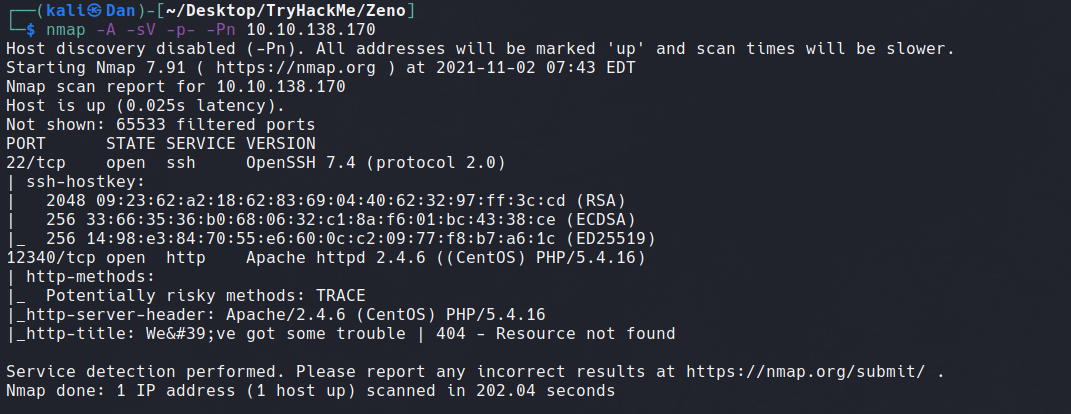 ┌──(kali㉿Dan)-[~/Desktop/TryHackMe/Zeno]
└─$ nmap -A -sV -p- -Pn 10.10.138.170
Host discovery disabled (-Pn). All addresses will be marked 'up' and scan times will be slower.
Starting Nmap 7.91 ( https://nmap.org ) at 2021-11-02 07:43 EDT
Nmap scan report for 10.10.138.170
Host is up (0.025s latency).
Not shown: 65533 filtered ports
PORT      STATE SERVICE VERSION
22/tcp    open  ssh     OpenSSH 7.4 (protocol 2.0)
| ssh-hostkey:
|   2048 09:23:62:a2:18:62:83:69:04:40:62:32:97:ff:3c:cd (RSA)
|   256 33:66:35:36:b0:68:06:32:c1:8a:f6:01:bc:43:38:ce (ECDSA)
|_  256 14:98:e3:84:70:55:e6:60:0c:c2:09:77:f8:b7:a6:1c (ED25519)
12340/tcp open  http    Apache httpd 2.4.6 ((CentOS) PHP/5.4.16)
| http-methods:
|_  Potentially risky methods: TRACE
|_http-server-header: Apache/2.4.6 (CentOS) PHP/5.4.16
|_http-title: We&#39;ve got some trouble | 404 - Resource not found
Service detection performed. Please report any incorrect results at https://nmap.org/submit/ .
Nmap done: 1 IP address (1 host up) scanned in 202.04 seconds